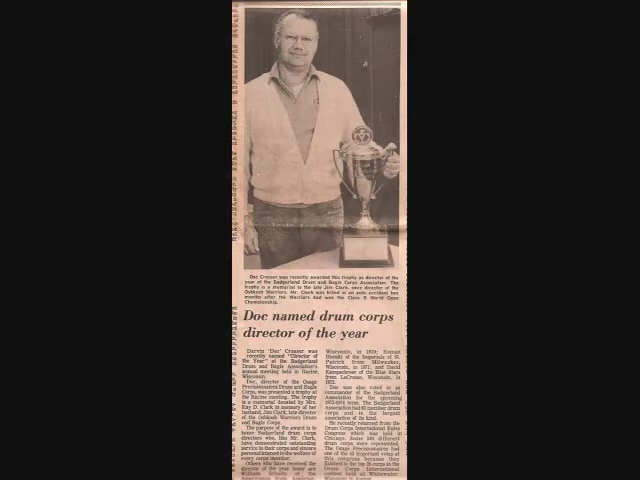 Doc Crosser was recently awarded this trophy as director of the
year of the Badgerland Drum and Bugle Corps Association. The
trophy is a memorial to the late Jim Clark, once director of the
Oshkosh Warriors. Mr. Clark was killed in an auto accident two
months after the Warriors had won the Class B World Open
Championship.
Doc named drum corps
director of the year
Darwin 'Doc' Crosser was
recently named "Director of
the Year" at the Badgerland
Drum and Bugle Association's
annual meeting held in Racine,
Wisconsin.
Doc, director of the Osage
Precisionaires Drum and Bugle
Corps, was presented a trophy at
the Racine meeting. The
trophy is a memorial donated by Mrs.
Kay D. Clark in memory of her
husband, Jim Clark, late director
of the Oshkosh Warriors Drum
and Bugle Corps.
The purpose of the award is to
honor Badgerland drum corps
directors who, like Mr. Clark,
have demonstrated outstanding
service to their corps and sincere
personal interest in the welfare of
every corps member.
Others who have received the
director of the year honor are
William
Wisconsin, in 1970; Roman
of the Imperials of St.
Patrick from Milwaukee,
Wisconsin, in 1971; and David
of the Blue Stars
from LaCrosse, Wisconsin, in
1972.
Doc was also voted in as
commander of the Badgerland
Association for the upcoming
1973-1974 term. The Badgerland
Association had 83 member drum
corps and is the largest
association of its kind.
He recently returned from the
Drum Corps International Rules
Congress which was held in
Chicago. Some 500 different
drum corps were represented.
The Osage Precisionaires had
one of the 42 important votes at
this congress because they
finished in the top 25 corps in the
Drum Corps International
contest held at Whitewater,